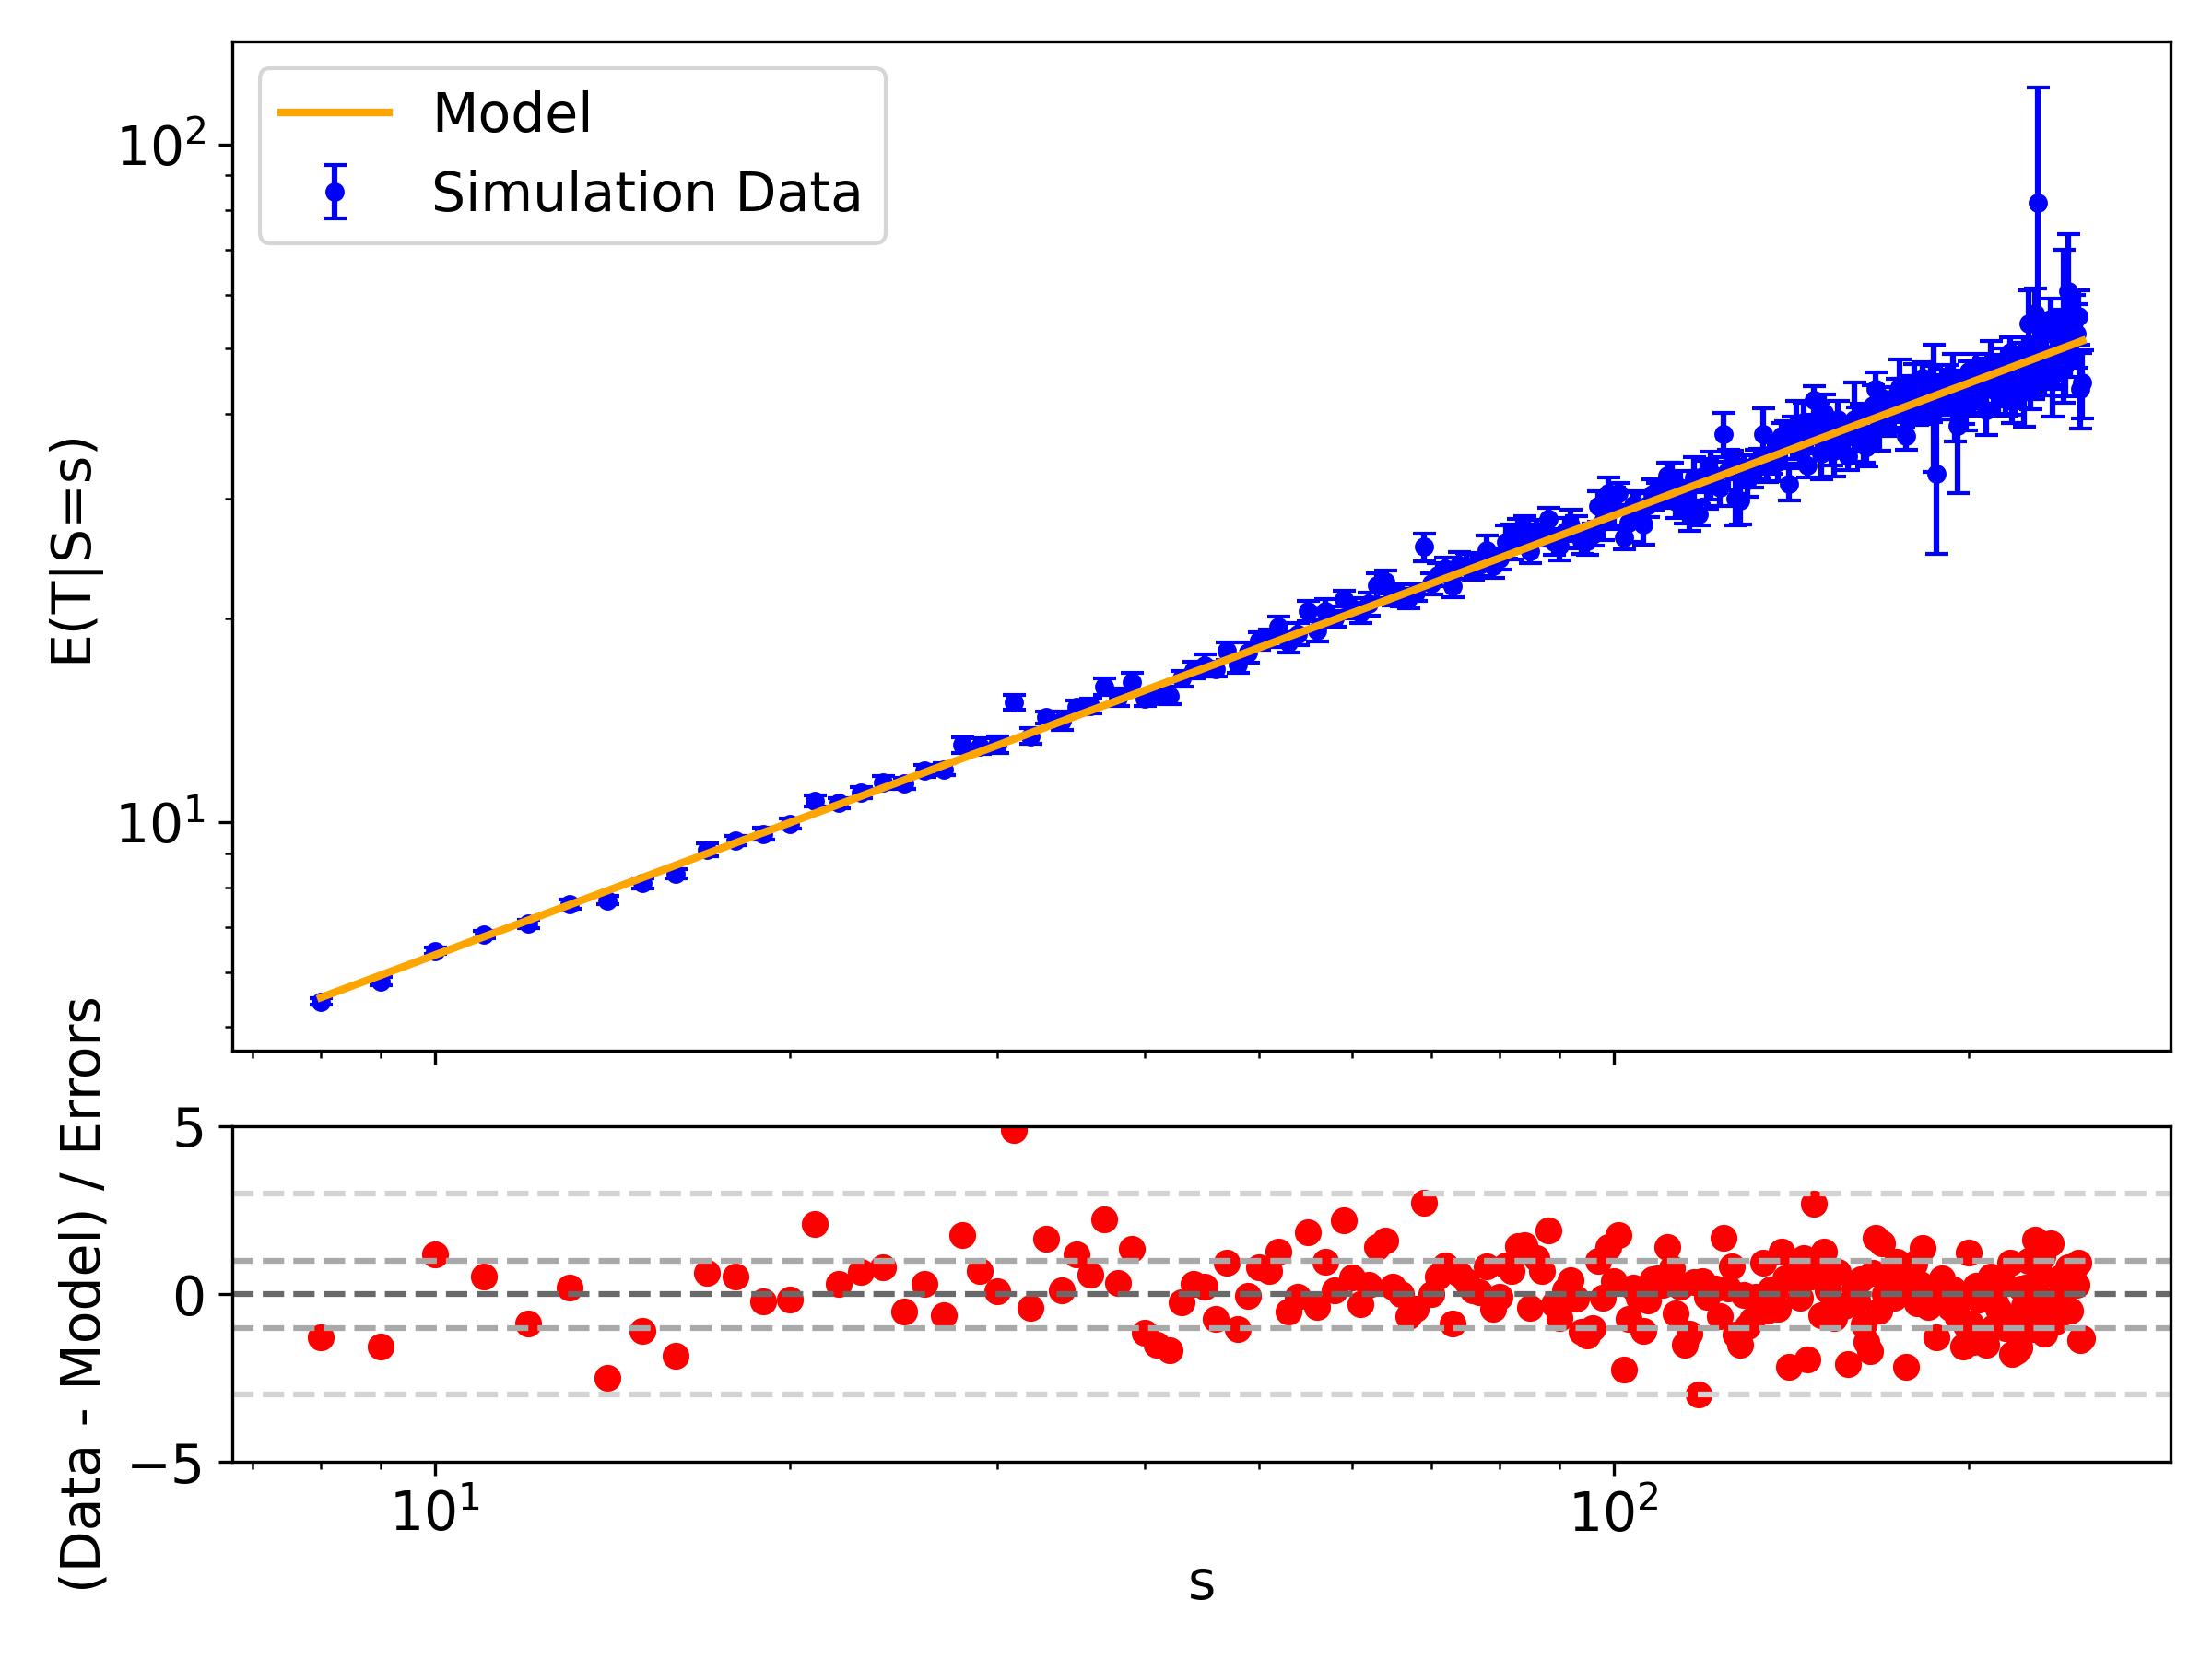 Model
Simulation Data
10²
10¹
E(T|S=s)
5
0
−5
(Data - Model) / Errors
10¹
10²
s